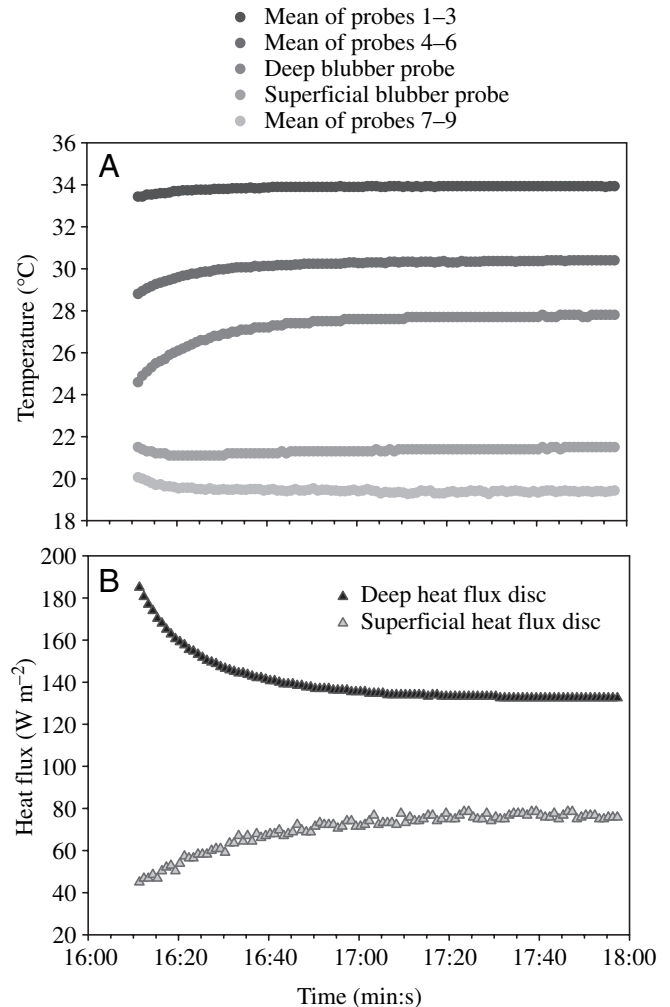 Mean of probes 1–3
Mean of probes 4–6
Deep blubber probe
Superficial blubber probe
Mean of probes 7–9
A
36
34
32
30
28
26
24
22
20
18
Temperature (°C)
B
200
180
160
140
120
100
80
60
40
20
Heat flux (W m⁻²)
Deep heat flux disc
Superficial heat flux disc
16:00 16:20 16:40 17:00 17:20 17:40 18:00
Time (min:s)